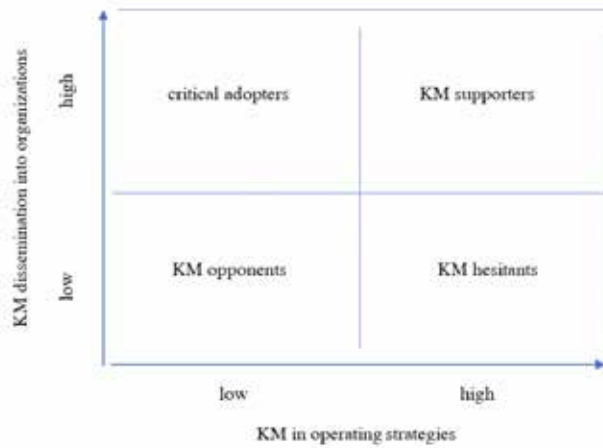 KM dissemination into organizations
high
low
critical adopters
KM supporters
KM opponents
KM hesitants
low
high
KM in operating strategies